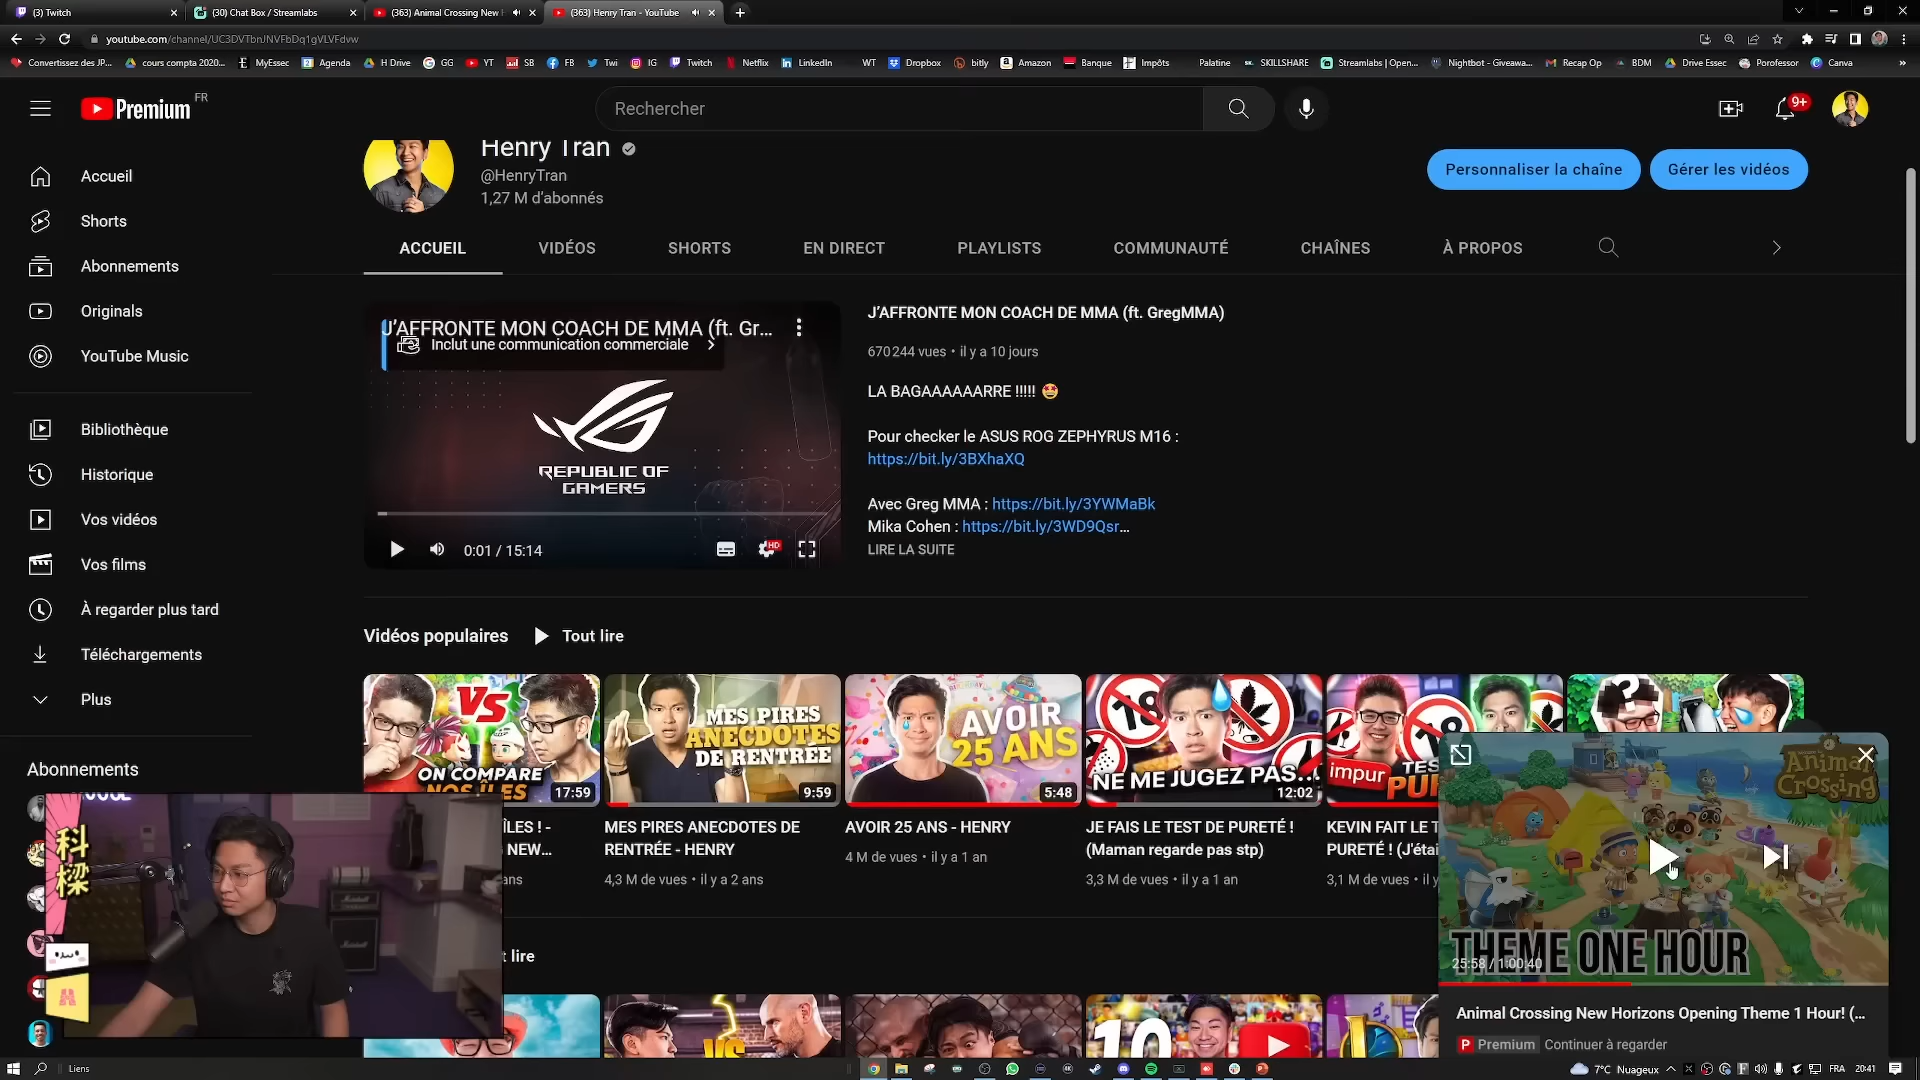 (3) Twitch
(30) Chat Box / Streamlabs
(363) Animal Crossing New
(363) Henry Tran - YouTube
youtube.com/channel/UC3DVTbnJNVFbDq1gVLVFdvw
Convertissez des JP...
cours compta 2020...
MyEssec
Agenda
H Drive
GG
YT
SB
FB
Twi
IG
Twitch
Netflix
LinkedIn
WT
Dropbox
bitly
Amazon
Banque
Impôts
Palatine
SKILLSHARE
Streamlabs | Open...
Nightbot - Giveawa...
Recap Op
BDM
Drive Essec
Porofessor
Canva
»
Premium FR
Rechercher
9+
Accueil
Shorts
Abonnements
Originals
YouTube Music
Bibliothèque
Historique
Vos vidéos
Vos films
À regarder plus tard
Téléchargements
Plus
Abonnements
Henry Tran
@HenryTran
1,27 M d'abonnés
Personnaliser la chaîne
Gérer les vidéos
ACCUEIL
VIDÉOS
SHORTS
EN DIRECT
PLAYLISTS
COMMUNAUTÉ
CHAÎNES
À PROPOS
J'AFFRONTE MON COACH DE MMA (ft. Gr...
Inclut une communication commerciale
REPUBLIC OF
GAMERS
0:01 / 15:14
HD
J'AFFRONTE MON COACH DE MMA (ft. GregMMA)
670 244 vues • il y a 10 jours
LA BAGAAAAAARRE !!!!! 🤩
Pour checker le ASUS ROG ZEPHYRUS M16 :
https://bit.ly/3BXhaXQ
Avec Greg MMA : https://bit.ly/3YWMaBk
Mika Cohen : https://bit.ly/3WD9Qsr...
LIRE LA SUITE
Vidéos populaires
Tout lire
VS
ON COMPARE
NOS ILES
17:59
ÎLES ! -
NEW...
ans
MES PIRES
ANECDOTES
DE RENTRÉE
9:59
MES PIRES ANECDOTES DE
RENTRÉE - HENRY
4,3 M de vues • il y a 2 ans
AVOIR
25 ANS
5:48
AVOIR 25 ANS - HENRY
4 M de vues • il y a 1 an
18
NE ME JUGEZ PAS...
12:02
JE FAIS LE TEST DE PURETÉ !
(Maman regarde pas stp)
3,3 M de vues • il y a 1 an
impur
KEVIN FAIT LE T
PURETÉ ! (J'étai
3,1 M de vues • il y
?
Animal
Crossing
THEME ONE HOUR
25:58 / 1:00:40
Animal Crossing New Horizons Opening Theme 1 Hour! (...
Premium
Continuer à regarder
科樑
Marshall
Marshall
t lire
VS
10
Liens
7°C Nuageux
FRA
20:41